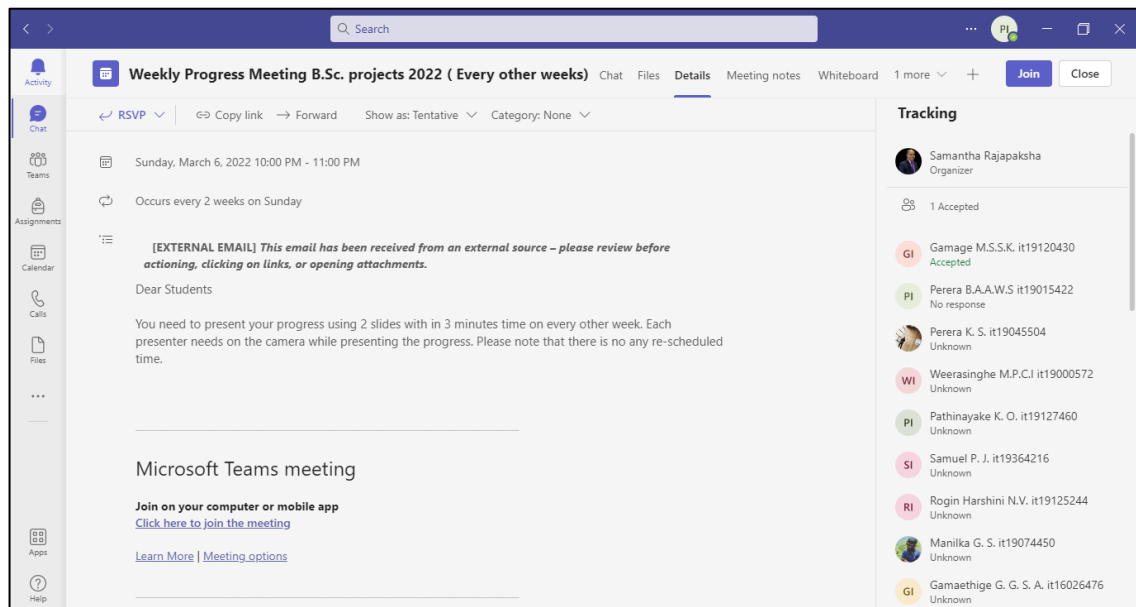 Search
PI
Activity
Chat
Teams
Assignments
Calendar
Calls
Files
Apps
Help
Weekly Progress Meeting B.Sc. projects 2022 ( Every other weeks)
Chat Files Details Meeting notes Whiteboard 1 more
Join Close
RSVP Copy link Forward Show as: Tentative Category: None
Sunday, March 6, 2022 10:00 PM - 11:00 PM
Occurs every 2 weeks on Sunday
[EXTERNAL EMAIL] This email has been received from an external source – please review before
actioning, clicking on links, or opening attachments.
Dear Students
You need to present your progress using 2 slides with in 3 minutes time on every other week. Each
presenter needs on the camera while presenting the progress. Please note that there is no any re-scheduled
time.
Microsoft Teams meeting
Join on your computer or mobile app
Click here to join the meeting
Learn More | Meeting options
Tracking
Samantha Rajapaksha
Organizer
1 Accepted
GI
Gamage M.S.S.K. it19120430
Accepted
PI
Perera B.A.A.W.S it19015422
No response
Perera K. S. it19045504
Unknown
WI
Weerasinghe M.P.C.I it19000572
Unknown
PI
Pathinayake K. O. it19127460
Unknown
SI
Samuel P. J. it19364216
Unknown
RI
Rogin Harshini N.V. it19125244
Unknown
Manilka G. S. it19074450
Unknown
GI
Gamaethige G. G. S. A. it16026476
Unknown